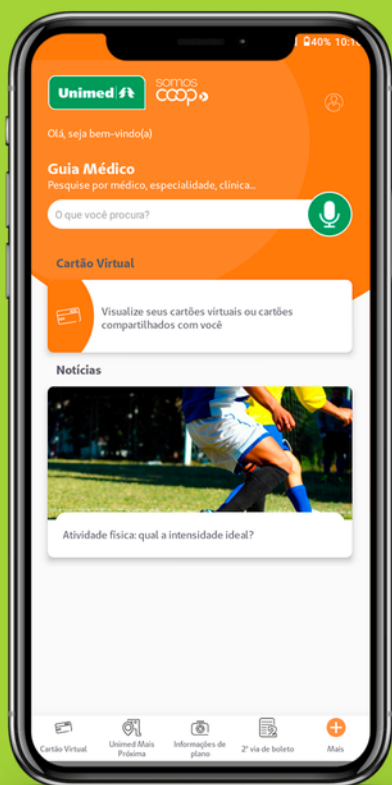 40% 10:1
Unimed
somos
coop
Olá, seja bem-vindo(a)
Guia Médico
Pesquise por médico, especialidade, clínica...
O que você procura?
Cartão Virtual
Visualize seus cartões virtuais ou cartões
compartilhados com você
Notícias
Atividade física: qual a intensidade ideal?
Cartão Virtual
Unimed Mais
Próxima
Informações de
plano
2ª via de boleto
Mais